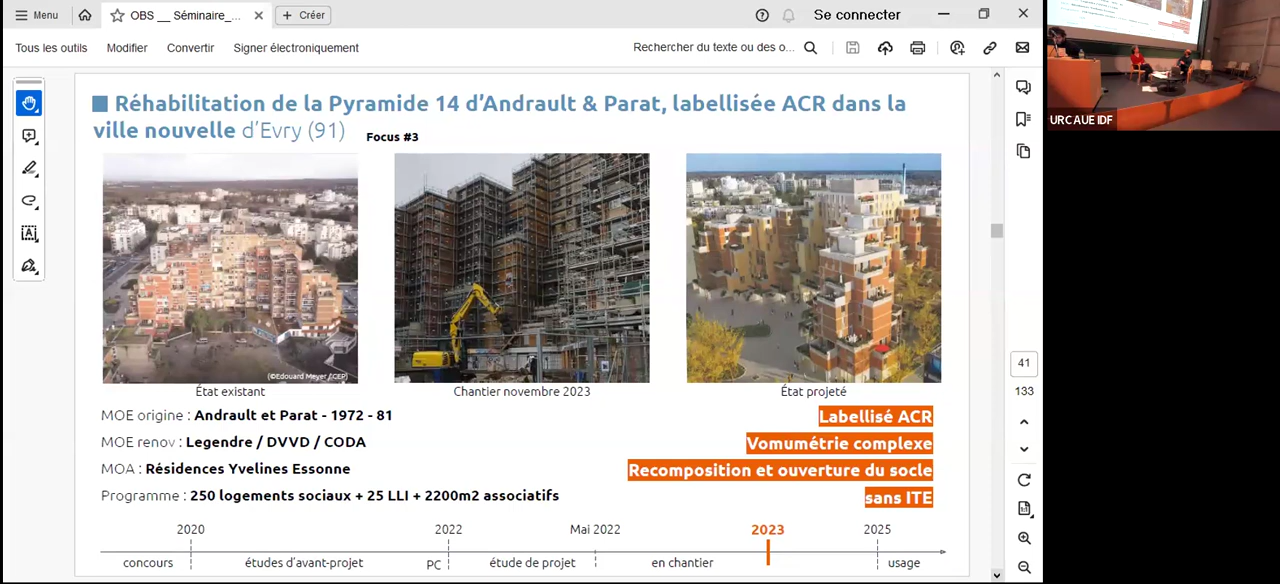 Menu
OBS __ Séminaire_...
Créer
Se connecter
Tous les outils
Modifier
Convertir
Signer électroniquement
Rechercher du texte ou des o...
Réhabilitation de la Pyramide 14 d'Andrault & Parat, labellisée ACR dans la
ville nouvelle d'Evry (91)
Focus #3
(©Edouard Meyer /ICEP)
État existant
Chantier novembre 2023
État projeté
MOE origine : Andrault et Parat - 1972 - 81
MOE renov : Legendre / DVVD / CODA
MOA : Résidences Yvelines Essonne
Programme : 250 logements sociaux + 25 LLI + 2200m2 associatifs
Labellisé ACR
Vomumétrie complexe
Recomposition et ouverture du socle
sans ITE
2020
2022
Mai 2022
2023
2025
concours
études d'avant-projet
PC
étude de projet
en chantier
usage
41
133
URCAUE IDF